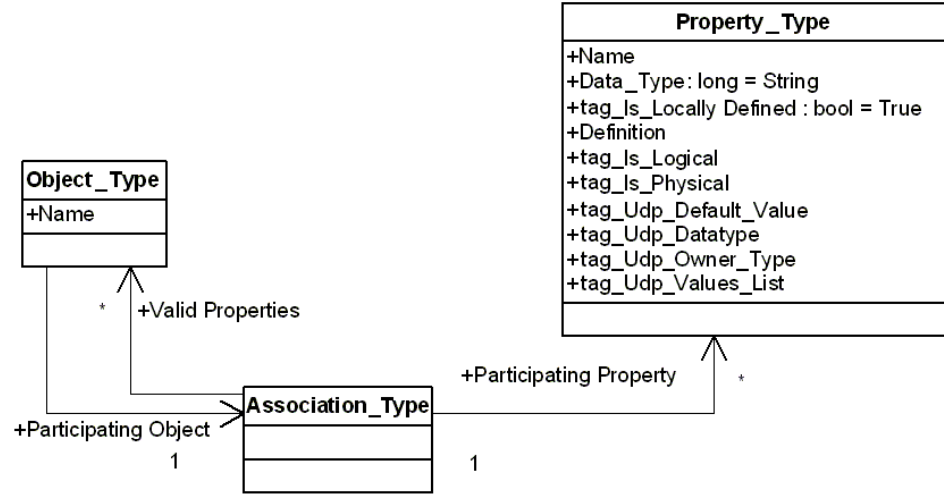 Property_Type
+Name
+Data_Type: long = String
+tag_Is_Locally Defined : bool = True
+Definition
+tag_Is_Logical
+tag_Is_Physical
+tag_Udp_Default_Value
+tag_Udp_Datatype
+tag_Udp_Owner_Type
+tag_Udp_Values_List
Object_Type
+Name
* +Valid Properties
+Participating Property *
Association_Type
+Participating Object
1 1